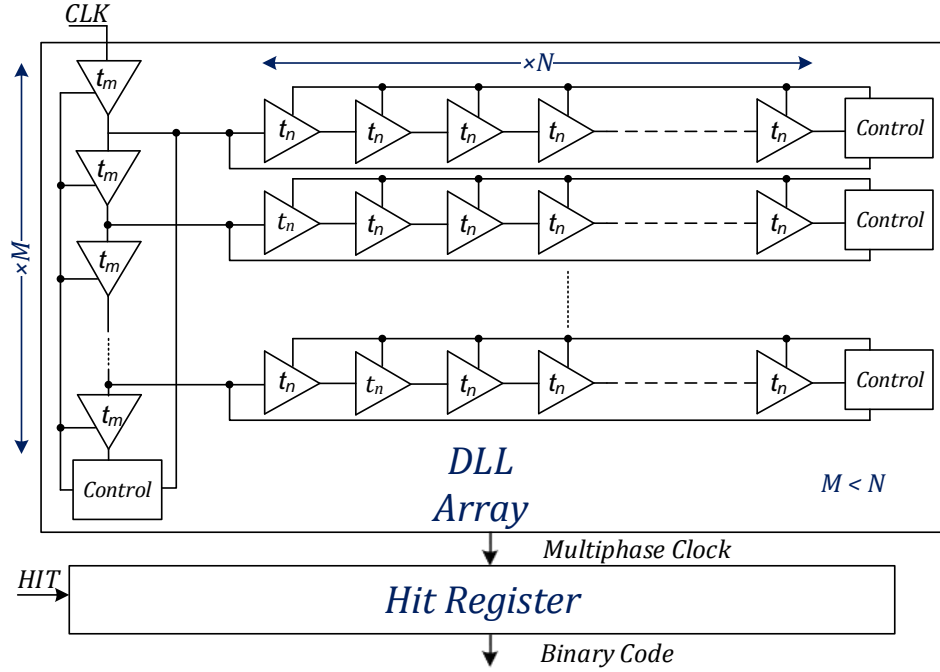 CLK
×N
tm
tn tn tn tn tn Control
tm
tn tn tn tn tn Control
×M
tm
tn tn tn tn tn Control
tm
Control
DLL
Array
M < N
Multiphase Clock
HIT
Hit Register
Binary Code